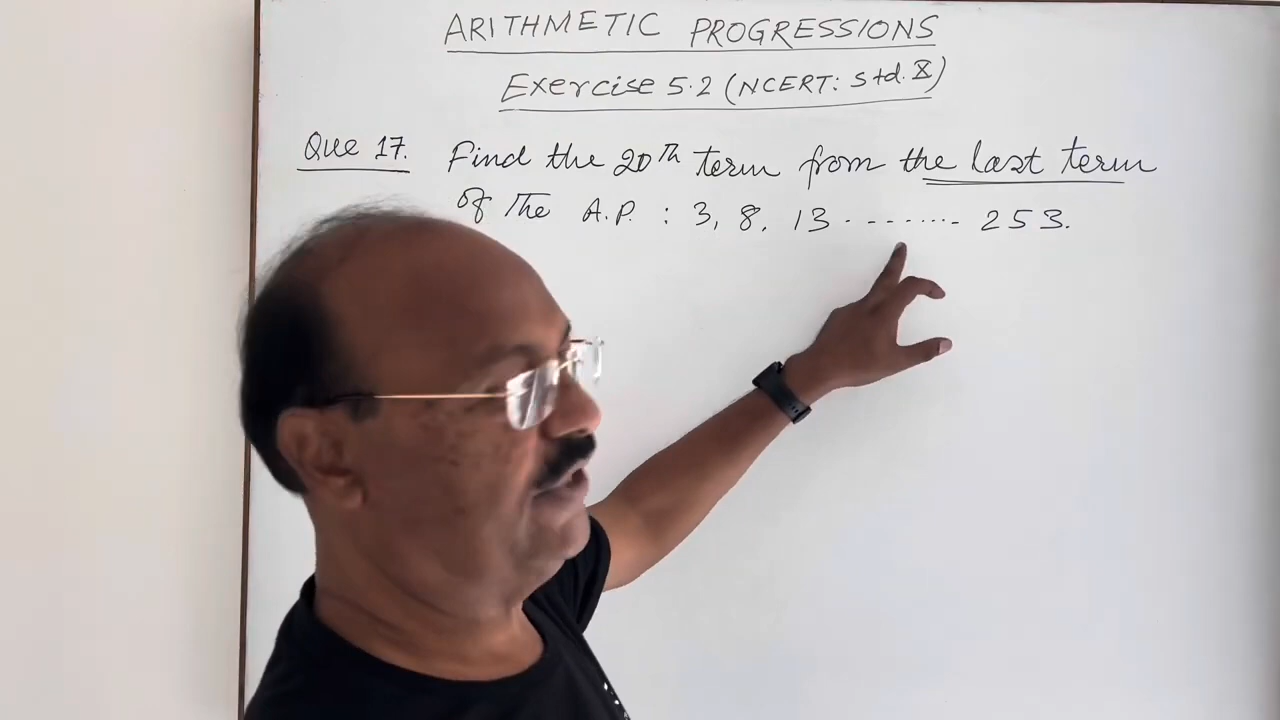 ARITHMETIC PROGRESSIONS
Exercise 5.2 (NCERT: Std. X)
Que 17. Find the 20th term from the last term
of the A.P. : 3, 8, 13 - - - - - - - - 253.